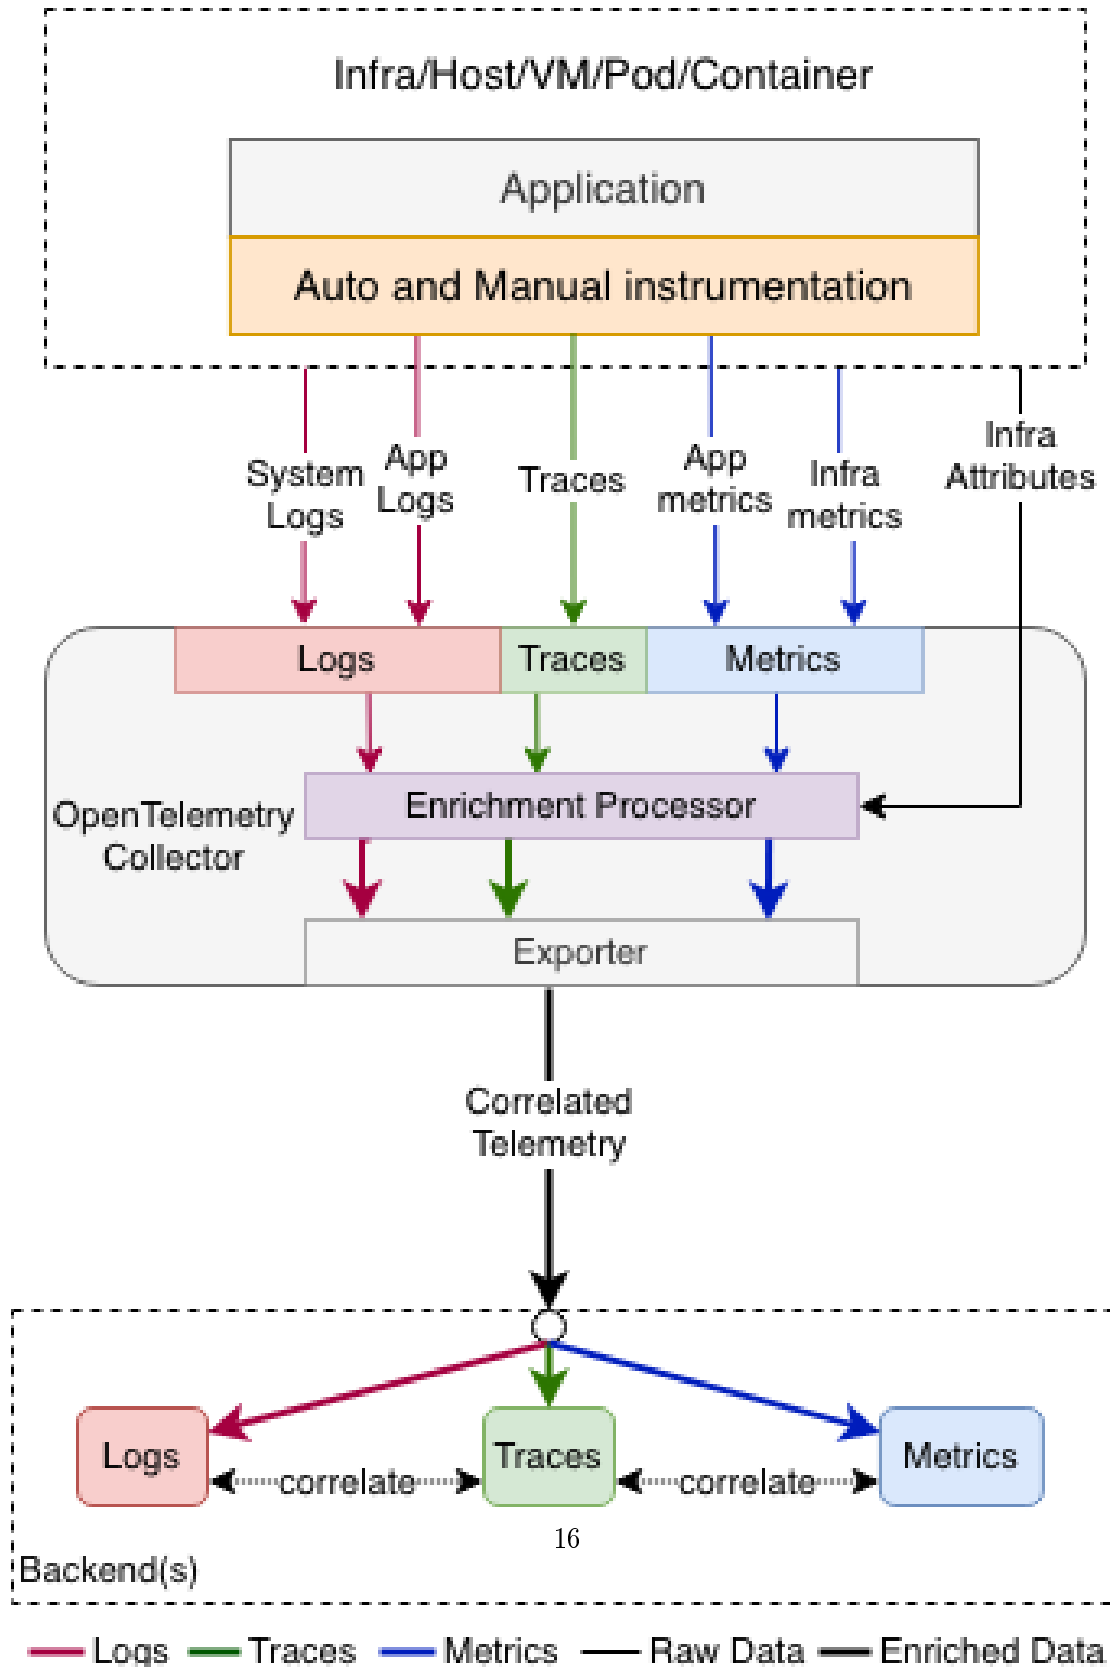 Infra/Host/VM/Pod/Container
Application
Auto and Manual instrumentation
System
Logs
App
Logs
Traces
App
metrics
Infra
metrics
Infra
Attributes
Logs
Traces
Metrics
Enrichment Processor
OpenTelemetry
Collector
Exporter
Correlated
Telemetry
Logs
correlate
Traces
correlate
Metrics
16
Backend(s)
Logs
Traces
Metrics
Raw Data
Enriched Data